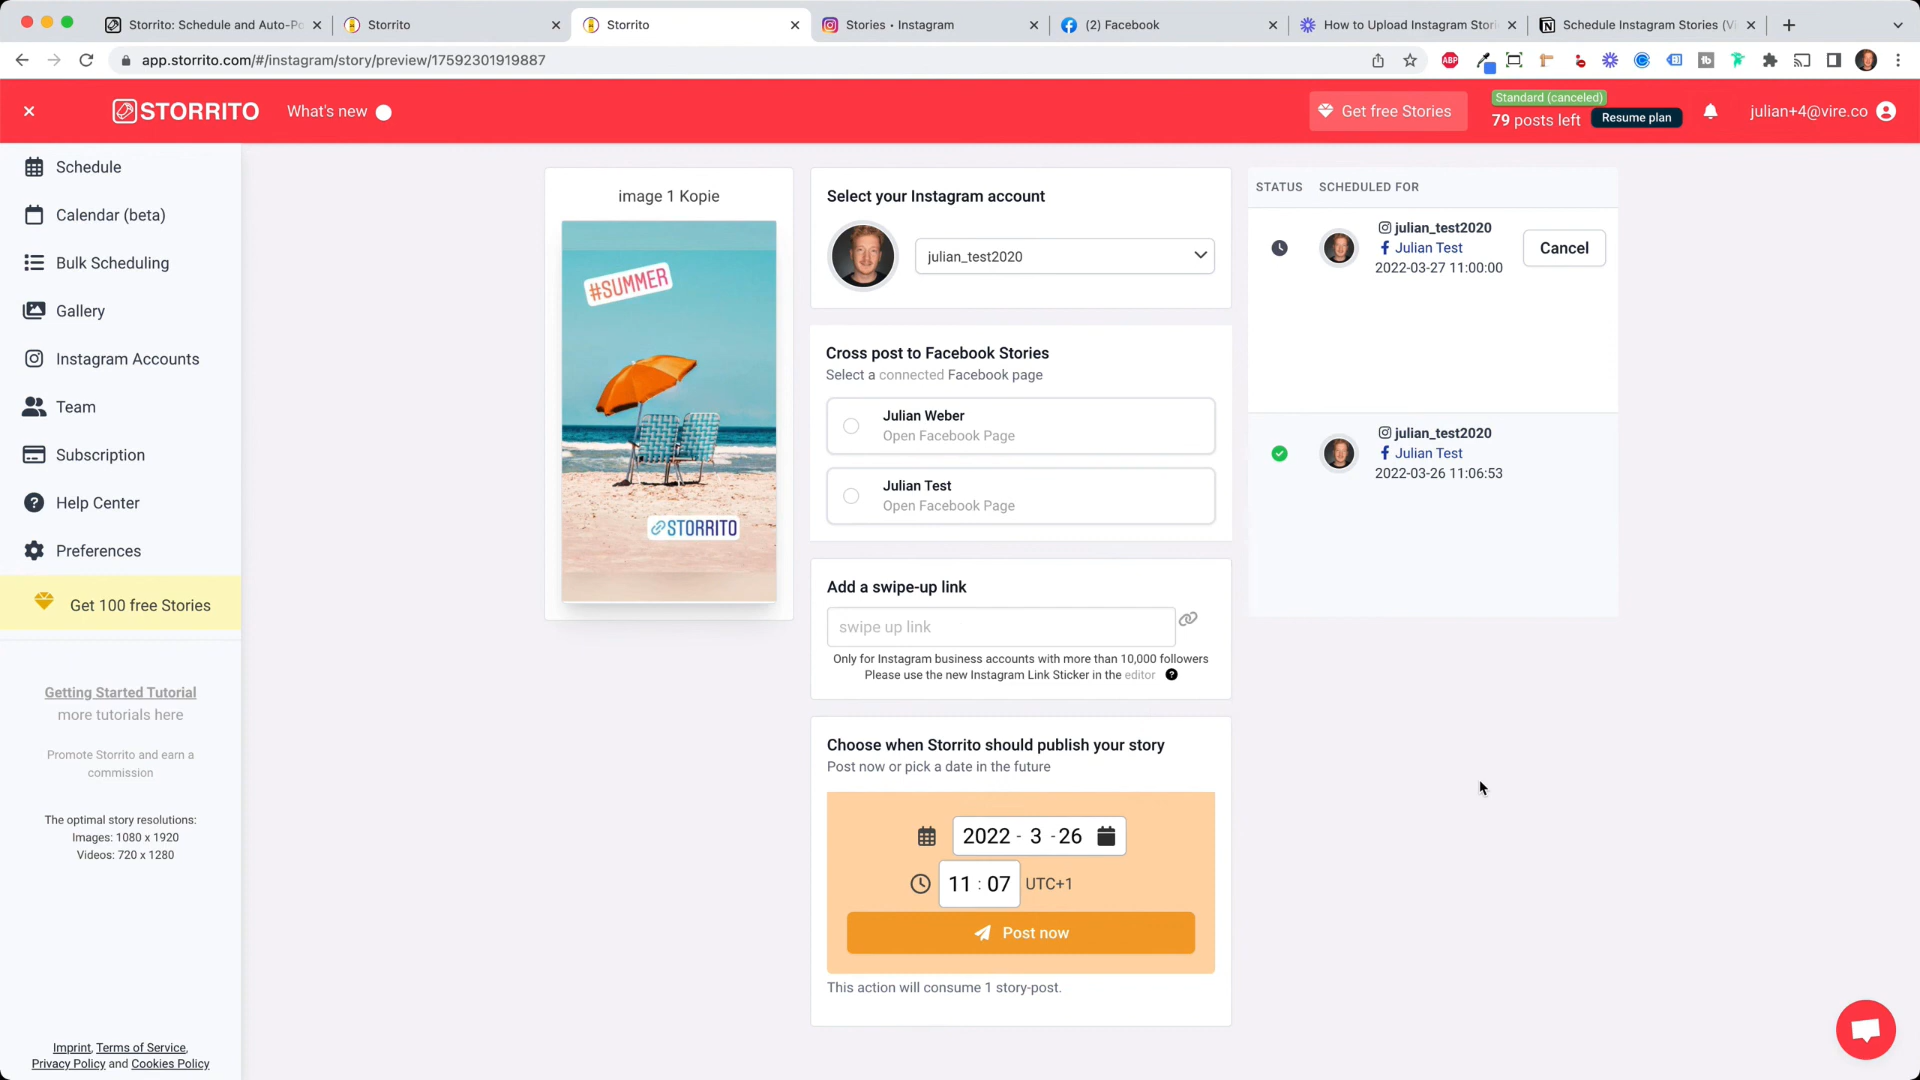 Storrito: Schedule and Auto-Po
Storrito
Storrito
Stories • Instagram
(2) Facebook
How to Upload Instagram Stori
Schedule Instagram Stories (Vi
app.storrito.com/#/instagram/story/preview/17592301919887
ABP
STORRITO
What's new
Get free Stories
Standard (canceled)
79 posts left
Resume plan
julian+4@vire.co
Schedule
Calendar (beta)
Bulk Scheduling
Gallery
Instagram Accounts
Team
Subscription
Help Center
Preferences
Get 100 free Stories
Getting Started Tutorial
more tutorials here
Promote Storrito and earn a
commission
The optimal story resolutions:
Images: 1080 x 1920
Videos: 720 x 1280
Imprint, Terms of Service,
Privacy Policy and Cookies Policy
image 1 Kopie
#SUMMER
STORRITO
Select your Instagram account
julian_test2020
Cross post to Facebook Stories
Select a connected Facebook page
Julian Weber
Open Facebook Page
Julian Test
Open Facebook Page
Add a swipe-up link
swipe up link
Only for Instagram business accounts with more than 10,000 followers
Please use the new Instagram Link Sticker in the editor ?
Choose when Storrito should publish your story
Post now or pick a date in the future
2022 - 3 - 26
11 : 07 UTC+1
Post now
This action will consume 1 story-post.
STATUS SCHEDULED FOR
julian_test2020
Julian Test
2022-03-27 11:00:00
Cancel
julian_test2020
Julian Test
2022-03-26 11:06:53